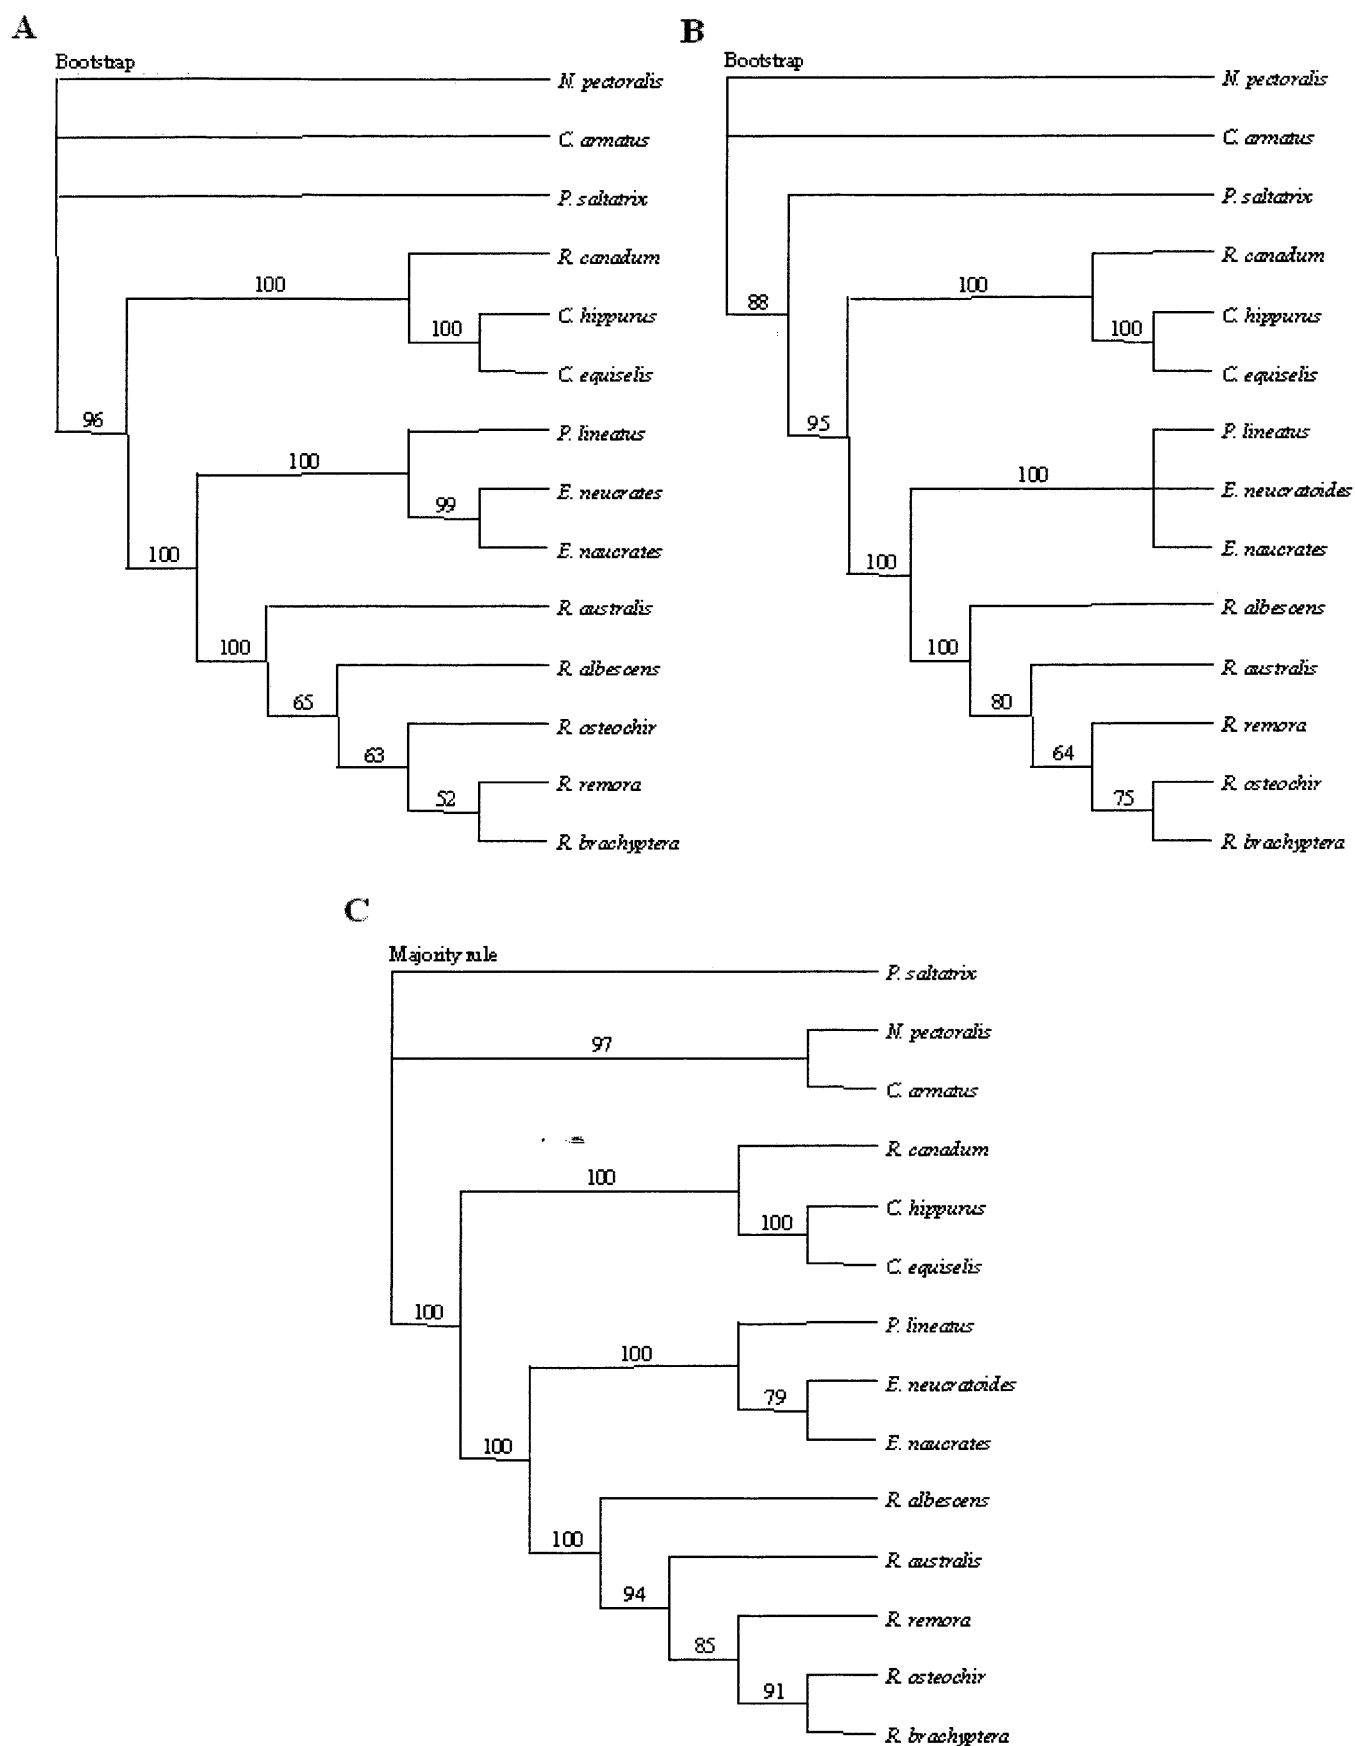 A
Bootstrap
N. pectoralis
C. armatus
P. saltatrix
R. canadum
100
C. hippurus
100
C. equiselis
96
P. lineatus
100
E. neucrates
99
E. naucrates
100
R. australis
100
R. albescens
65
R. osteochir
63
R. remora
52
R. brachyptera
B
Bootstrap
N. pectoralis
C. armatus
P. saltatrix
R. canadum
100
88
C. hippurus
100
C. equiselis
95
P. lineatus
100
E. neucratoides
E. naucrates
100
R. albescens
100
R. australis
80
R. remora
64
R. osteochir
75
R. brachyptera
C
Majority rule
P. saltatrix
N. pectoralis
97
C. armatus
R. canadum
100
C. hippurus
100
C. equiselis
100
P. lineatus
100
E. neucratoides
79
E. naucrates
100
R. albescens
100
R. australis
94
R. remora
85
R. osteochir
91
R. brachyptera